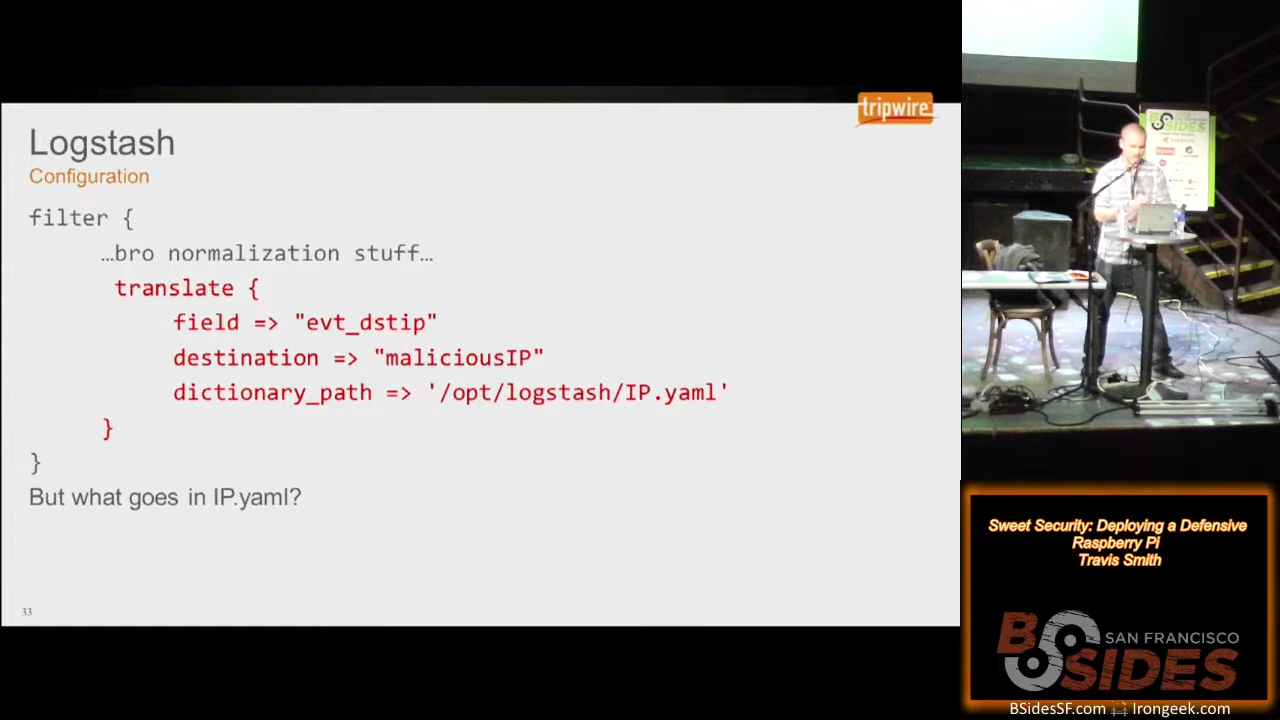 tripwire
Logstash
Configuration
filter {
…bro normalization stuff…
translate {
field => "evt_dstip"
destination => "maliciousIP"
dictionary_path => '/opt/logstash/IP.yaml'
}
}
But what goes in IP.yaml?
33
BSIDES
Sweet Security: Deploying a Defensive
Raspberry Pi
Travis Smith
BSIDES
SAN FRANCISCO
BSidesSF.com Irongeek.com